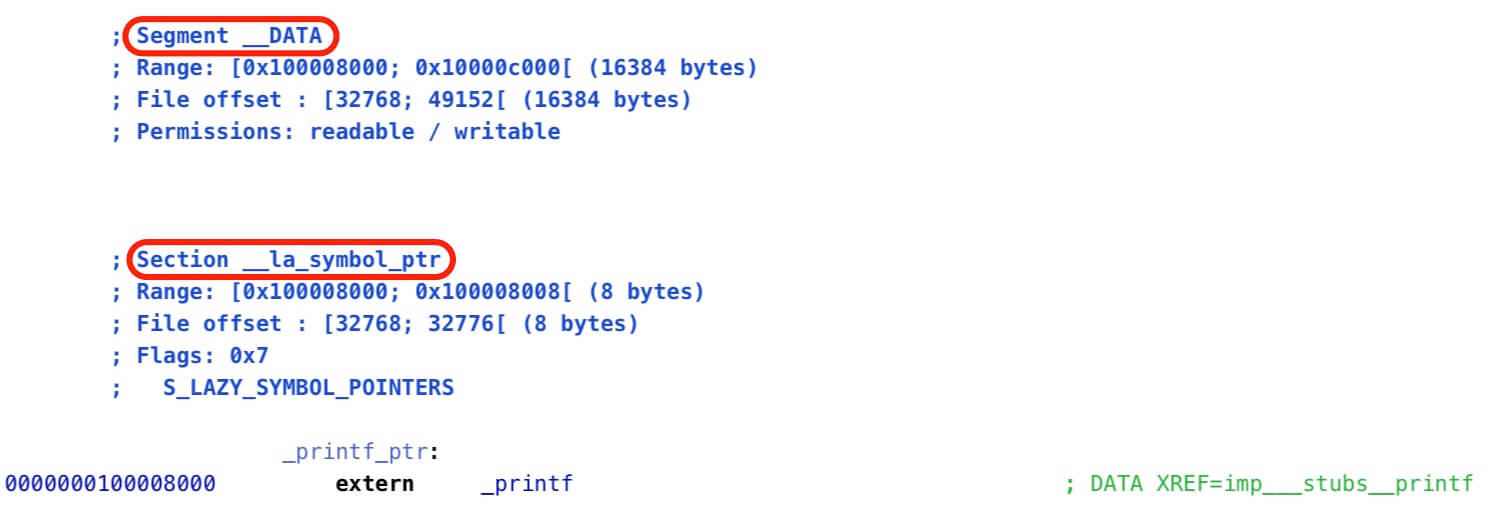 ; Segment __DATA
; Range: [0x100008000; 0x10000c000[ (16384 bytes)
; File offset : [32768; 49152[ (16384 bytes)
; Permissions: readable / writable
; Section __la_symbol_ptr
; Range: [0x100008000; 0x100008008[ (8 bytes)
; File offset : [32768; 32776[ (8 bytes)
; Flags: 0x7
;   S_LAZY_SYMBOL_POINTERS
_printf_ptr:
0000000100008000 extern _printf ; DATA XREF=imp___stubs__printf